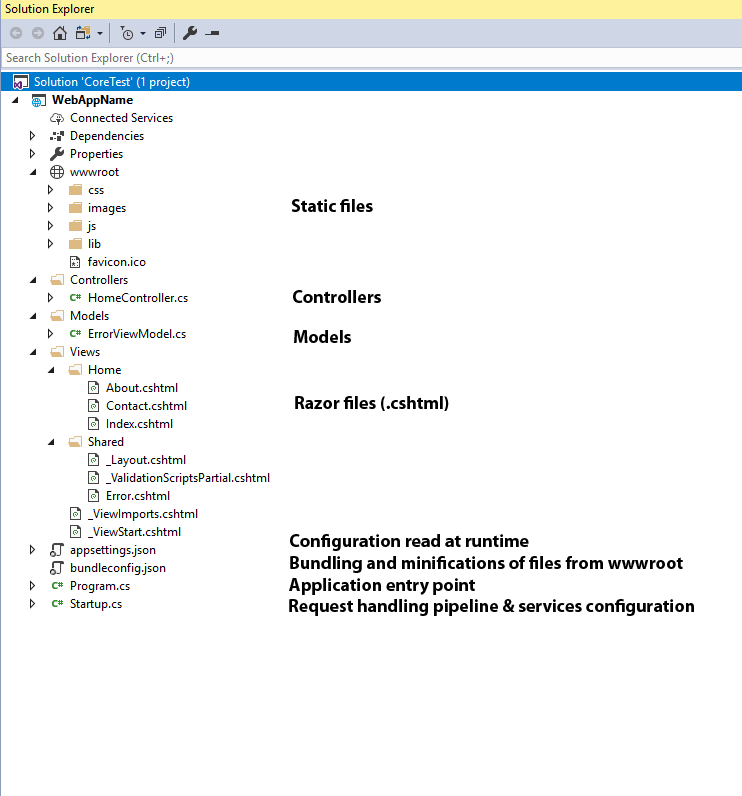 Solution Explorer
Search Solution Explorer (Ctrl+;)
Solution 'CoreTest' (1 project)
WebAppName
Connected Services
Dependencies
Properties
wwwroot
css
images
Static files
js
lib
favicon.ico
Controllers
C# HomeController.cs
Controllers
Models
C# ErrorViewModel.cs
Models
Views
Home
About.cshtml
Contact.cshtml
Razor files (.cshtml)
Index.cshtml
Shared
_Layout.cshtml
_ValidationScriptsPartial.cshtml
Error.cshtml
_ViewImports.cshtml
_ViewStart.cshtml
Configuration read at runtime
appsettings.json
Bundling and minifications of files from wwwroot
bundleconfig.json
Application entry point
C# Program.cs
Request handling pipeline & services configuration
C# Startup.cs